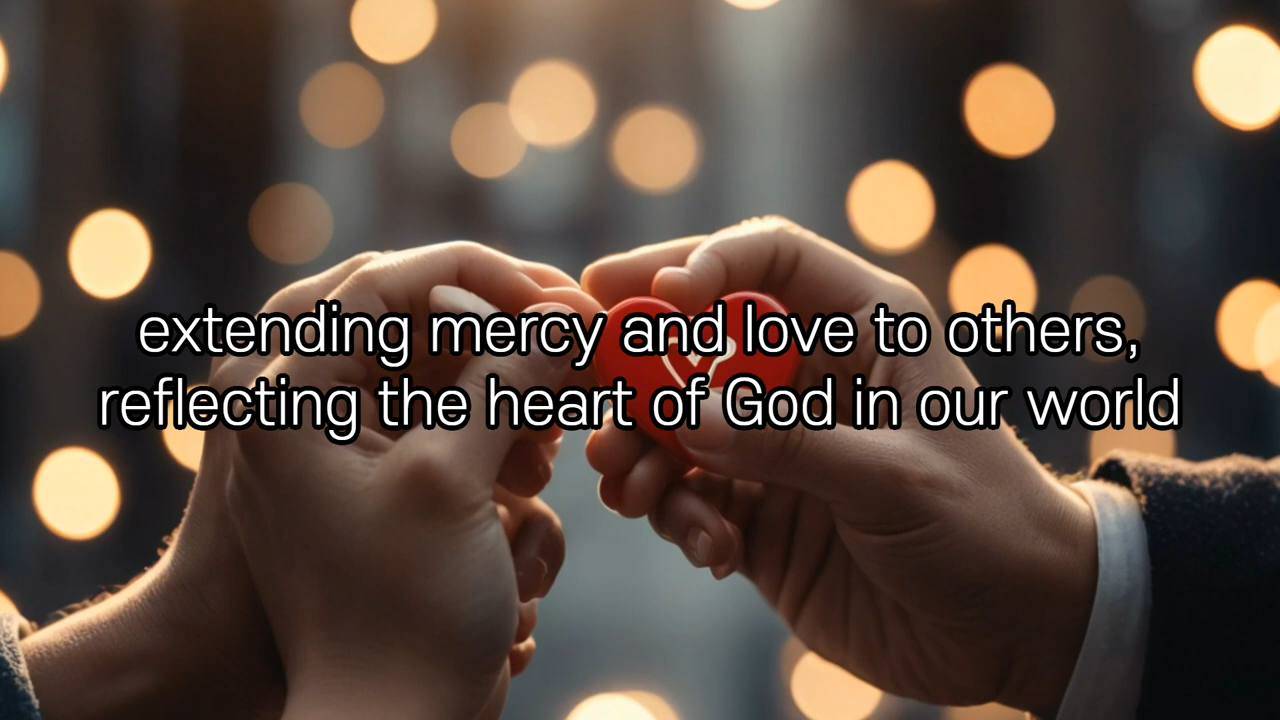 extending mercy and love to others,
reflecting the heart of God in our world